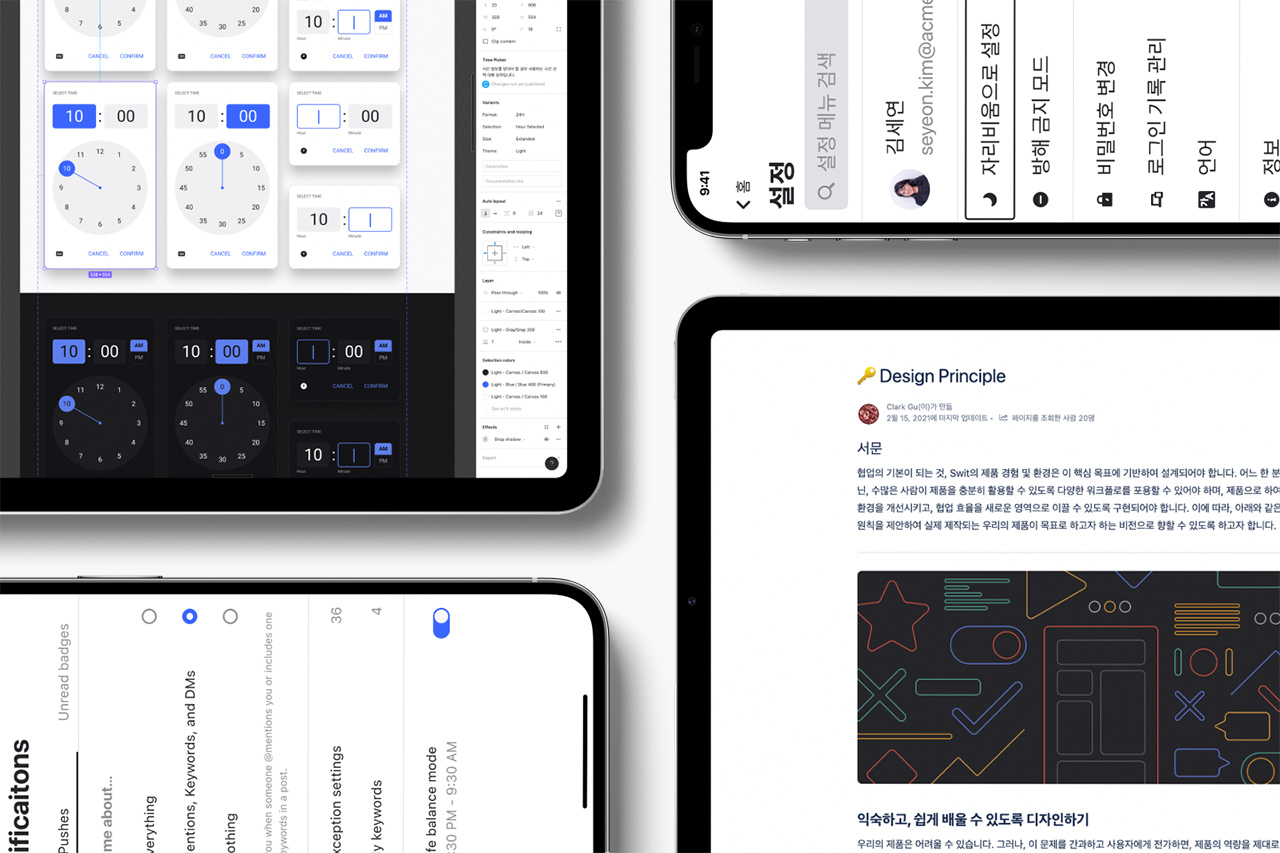 CANCEL CONFIRM
CANCEL CONFIRM
10 : AM
PM
Hour Minute
CANCEL CONFIRM
SELECT TIME
10 : 00
11 12 1
10 2
9 3
8 4
7 6 5
CANCEL CONFIRM
328 × 554
SELECT TIME
10 : 00
55 0 5
50 10
45 15
40 20
35 30 25
CANCEL CONFIRM
SELECT TIME
: 00
Hour Minute
CANCEL CONFIRM
SELECT TIME
10 :
Hour Minute
CANCEL CONFIRM
SELECT TIME
10 : 00 AM
PM
11 12 1
10 2
9 3
8 4
7 6 5
SELECT TIME
10 : 00 AM
PM
55 0 5
50 10
45 15
40 20
35 30 25
SELECT TIME
: 00 AM
PM
Hour Minute
CANCEL CONFIRM
SELECT TIME
10 : AM
PM
Hour Minute
Clip content
Time Picker
Changes not yet published
Variants
Format: 24H
Selection: Hour Selected
Size: Extended
Theme: Light
Description
Documentation link
Auto layout
0 24
Constraints and resizing
Left
Top
Layer
Pass through 100%
Light - Canvas/Canvas 100
Light - Gray/Gray 200
1 Inside
Selection colors
Light - Canvas / Canvas 800
Light - Blue / Blue 400 (Primary)
Light - Canvas / Canvas 100
See all 6 styles
Effects
Drop shadow
Export
?
9:41
홈
설정
설정 메뉴 검색
김세연
seyeon.kim@acme
자리비움으로 설정
방해 금지 모드
비밀번호 변경
로그인 기록 관리
언어
정보
ificaitons
Pushes
Unread badges
me about...
verything
entions, Keywords, and DMs
othing
you when someone @mentions you or includes one
eywords in a post.
xception settings 36
y keywords 4
fe balance mode
:30 PM - 9:30 AM
🔑 Design Principle
Clark Gu(이)가 만듦
2월 15, 2021에 마지막 업데이트 • 페이지를 조회한 사람 20명
서문
협업의 기본이 되는 것, Swit의 제품 경험 및 환경은 이 핵심 목표에 기반하여 설계되어야 합니다. 어느 한 분
닌, 수많은 사람이 제품을 충분히 활용할 수 있도록 다양한 워크플로를 포용할 수 있어야 하며, 제품으로 하여
환경을 개선시키고, 협업 효율을 새로운 영역으로 이끌 수 있도록 구현되어야 합니다. 이에 따라, 아래와 같은
원칙을 제안하여 실제 제작되는 우리의 제품이 목표로 하고자 하는 비전으로 향할 수 있도록 하고자 합니다.
익숙하고, 쉽게 배울 수 있도록 디자인하기
우리의 제품은 어려울 수 있습니다. 그러나, 이 문제를 간과하고 사용자에게 전가하면, 제품의 역량을 제대로